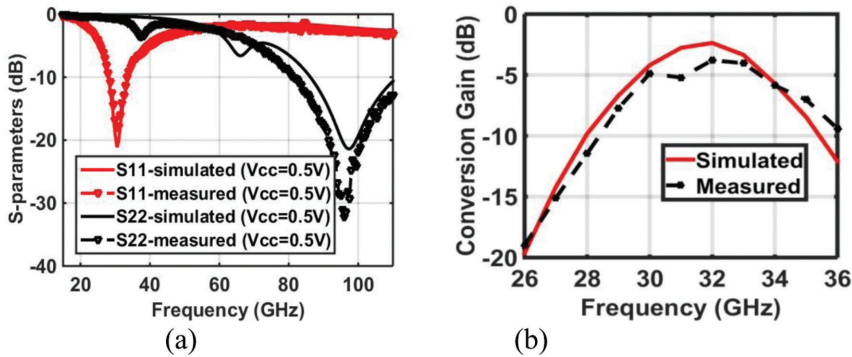 S-parameters (dB)
0
-10
-20
-30
-40
S11-simulated (Vcc=0.5V)
S11-measured (Vcc=0.5V)
S22-simulated (Vcc=0.5V)
S22-measured (Vcc=0.5V)
20 40 60 80 100
Frequency (GHz)
(a)
Conversion Gain (dB)
0
-5
-10
-15
-20
Simulated
Measured
26 28 30 32 34 36
Frequency (GHz)
(b)